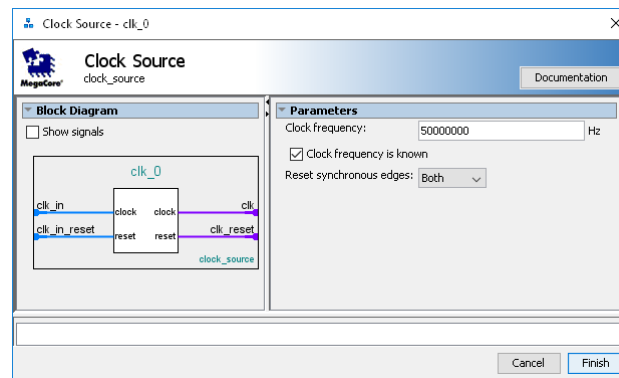 Clock Source - clk_0
MegaCore'
Clock Source
clock_source
Documentation
Block Diagram
Show signals
clk_0
clk_in
clock
clock
clk
clk_in_reset
reset
reset
clk_reset
clock_source
Parameters
Clock frequency: 50000000 Hz
Clock frequency is known
Reset synchronous edges: Both
Cancel
Finish